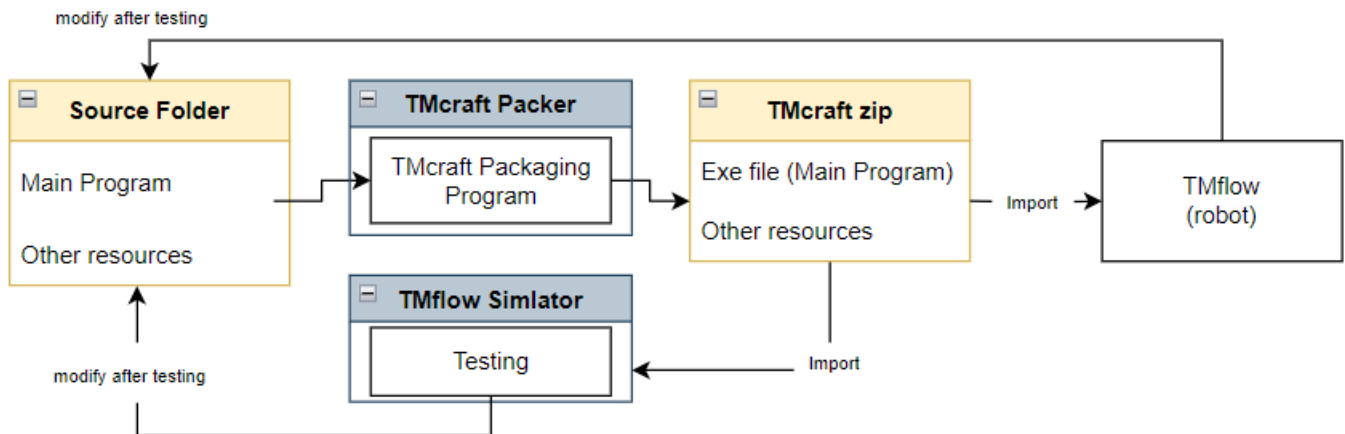 modify after testing
Source Folder
Main Program
Other resources
TMcraft Packer
TMcraft Packaging
Program
TMcraft zip
Exe file (Main Program)
Other resources
Import
TMflow
(robot)
TMflow Simlator
Testing
Import
modify after testing